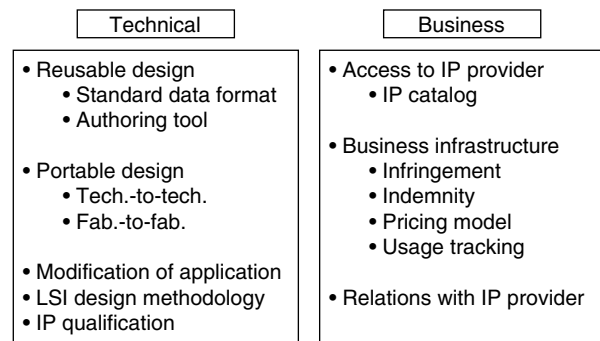 Technical
• Reusable design
• Standard data format
• Authoring tool
• Portable design
• Tech.-to-tech.
• Fab.-to-fab.
• Modification of application
• LSI design methodology
• IP qualification
Business
• Access to IP provider
• IP catalog
• Business infrastructure
• Infringement
• Indemnity
• Pricing model
• Usage tracking
• Relations with IP provider